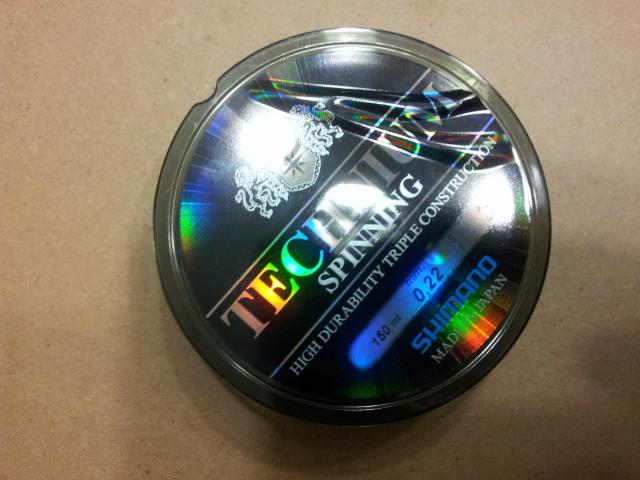 TECHNIUM
SPINNING
HIGH DURABILITY TRIPLE CONSTRUCTION
mm.
150 mt 0,22
SHIMANO
MADE IN JAPAN